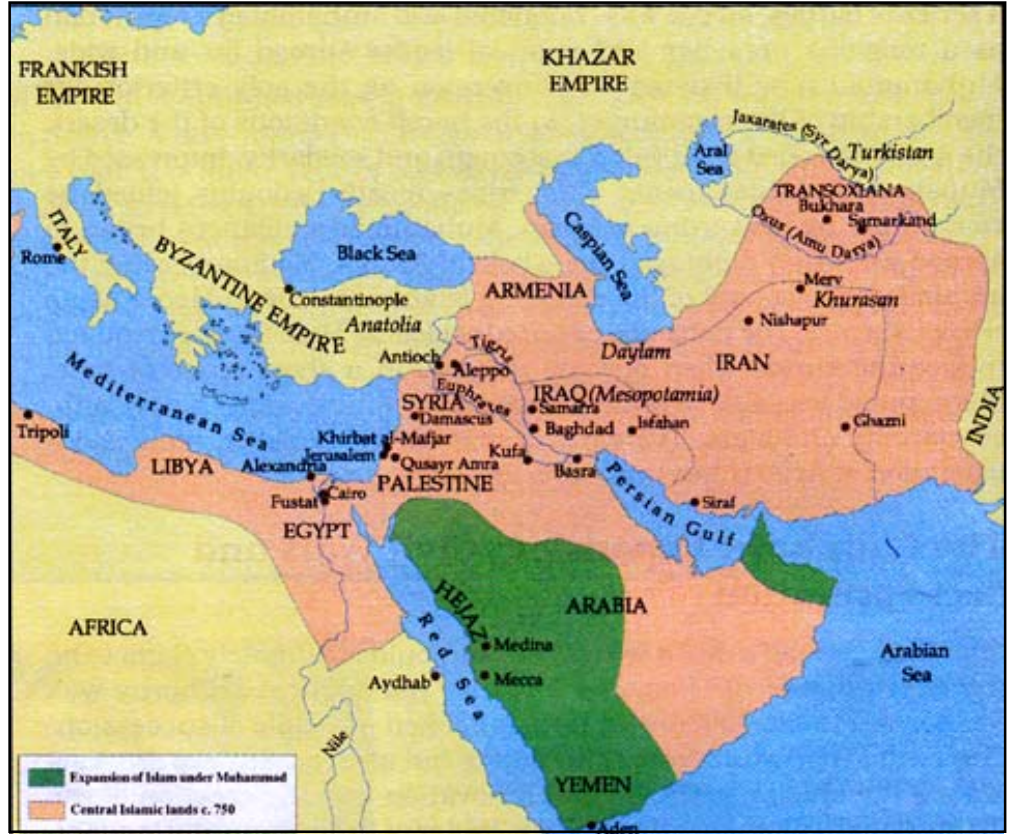 FRANKISH
EMPIRE
KHAZAR
EMPIRE
Jaxarates (Syr Darya)
Turkistan
Aral
Sea
TRANSOXIANA
Bukhara
Samarkand
Oxus (Amu Darya)
ITALY
Rome
BYZANTINE EMPIRE
Black Sea
Constantinople
Anatolia
Caspian Sea
ARMENIA
Merv
Khurasan
Nishapur
Daylam
IRAN
Tigris
Antioch
Aleppo
Euphrates
Mediterranean Sea
SYRIA
Damascus
IRAQ (Mesopotamia)
Samarra
Baghdad
Isfahan
Ghazni
INDIA
Tripoli
LIBYA
Alexandria
Khirbat al-Mafjar
Jerusalem
Qusayr Amra
PALESTINE
Kufa
Basra
Cairo
Fustat
EGYPT
Persian Gulf
Siraf
AFRICA
HEJAZ
ARABIA
Red Sea
Medina
Mecca
Aydhab
Arabian
Sea
Nile
YEMEN
Aden
Expansion of Islam under Muhammad
Central Islamic lands c. 750